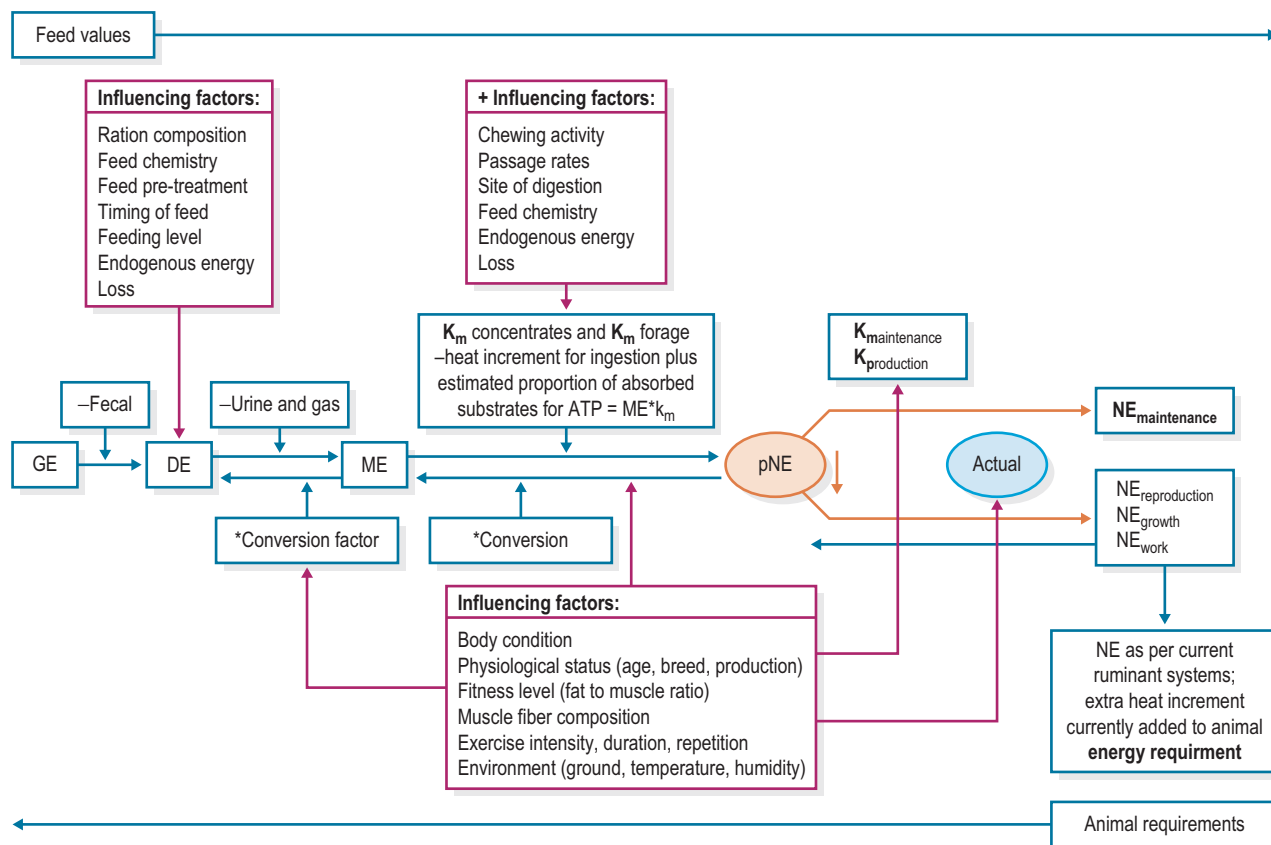 Feed values
Influencing factors:
Ration composition
Feed chemistry
Feed pre-treatment
Timing of feed
Feeding level
Endogenous energy
Loss
+ Influencing factors:
Chewing activity
Passage rates
Site of digestion
Feed chemistry
Endogenous energy
Loss
Km concentrates and Km forage
–heat increment for ingestion plus
estimated proportion of absorbed
substrates for ATP = ME*km
Kmaintenance
Kproduction
–Fecal
–Urine and gas
NEmaintenance
GE
DE
ME
pNE
Actual
NEreproduction
NEgrowth
NEwork
*Conversion factor
*Conversion
Influencing factors:
Body condition
Physiological status (age, breed, production)
Fitness level (fat to muscle ratio)
Muscle fiber composition
Exercise intensity, duration, repetition
Environment (ground, temperature, humidity)
NE as per current
ruminant systems;
extra heat increment
currently added to animal
energy requirment
Animal requirements